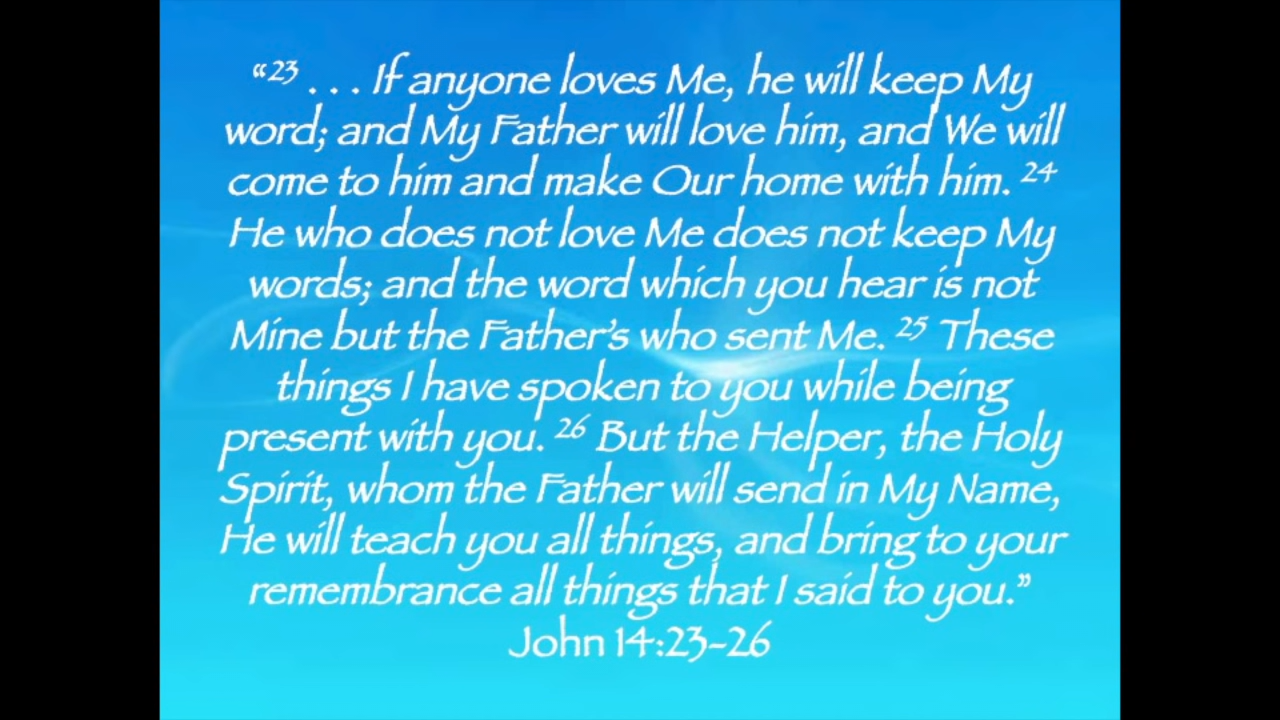 “23 . . . If anyone loves Me, he will keep My
word; and My Father will love him, and We will
come to him and make Our home with him. 24
He who does not love Me does not keep My
words; and the word which you hear is not
Mine but the Father’s who sent Me. 25 These
things I have spoken to you while being
present with you. 26 But the Helper, the Holy
Spirit, whom the Father will send in My Name,
He will teach you all things, and bring to your
remembrance all things that I said to you.”
John 14:23-26